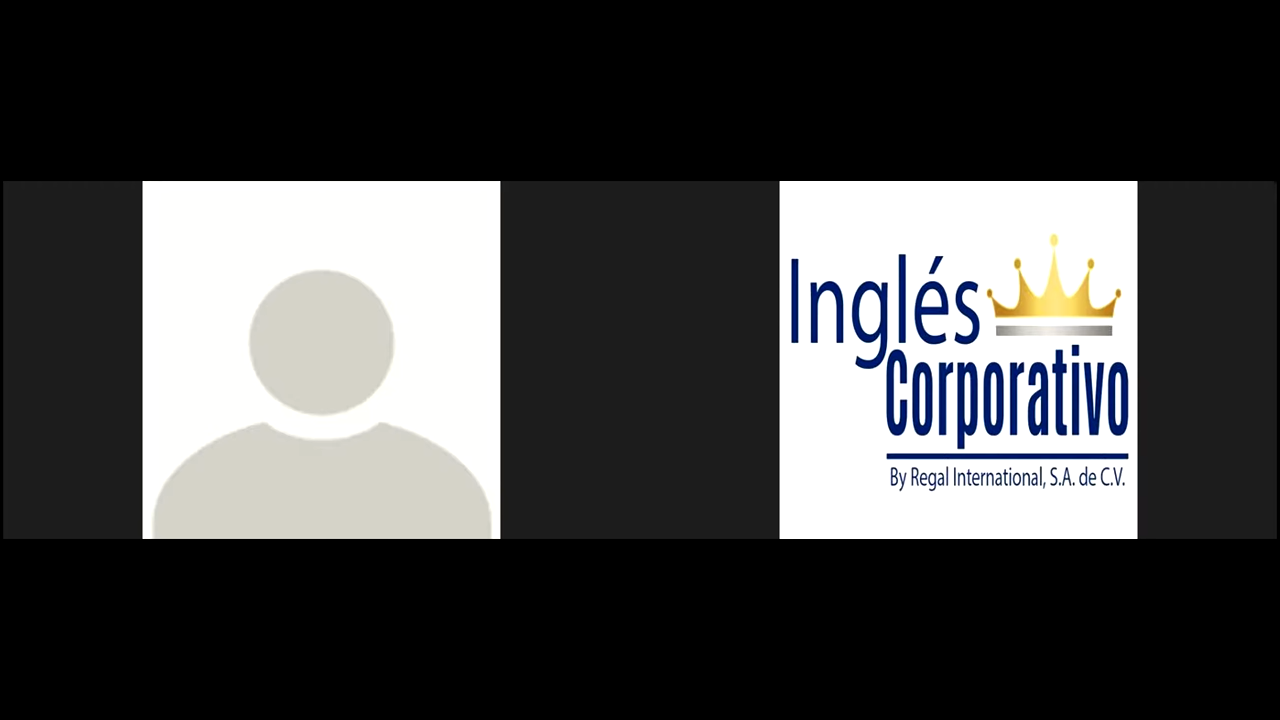 Inglés
Corporativo
By Regal International, S.A. de C.V.